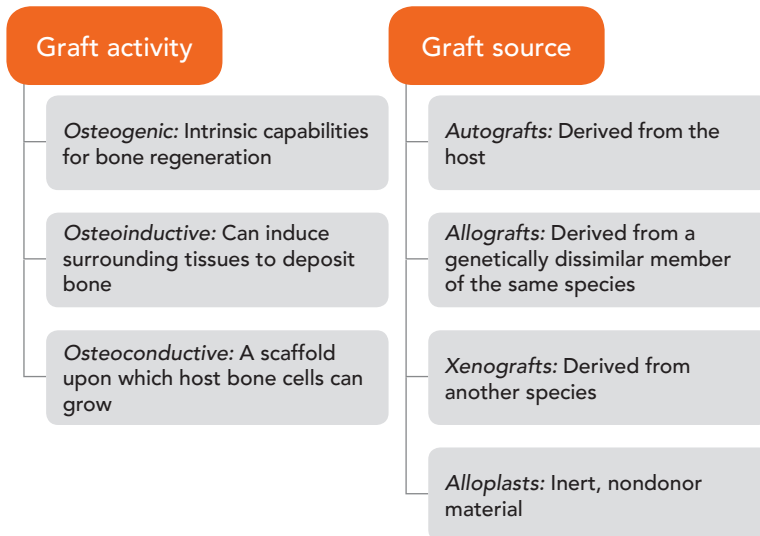 Graft activity
Osteogenic: Intrinsic capabilities
for bone regeneration
Osteoinductive: Can induce
surrounding tissues to deposit
bone
Osteoconductive: A scaffold
upon which host bone cells can
grow
Graft source
Autografts: Derived from the
host
Allografts: Derived from a
genetically dissimilar member
of the same species
Xenografts: Derived from
another species
Alloplasts: Inert, nondonor
material